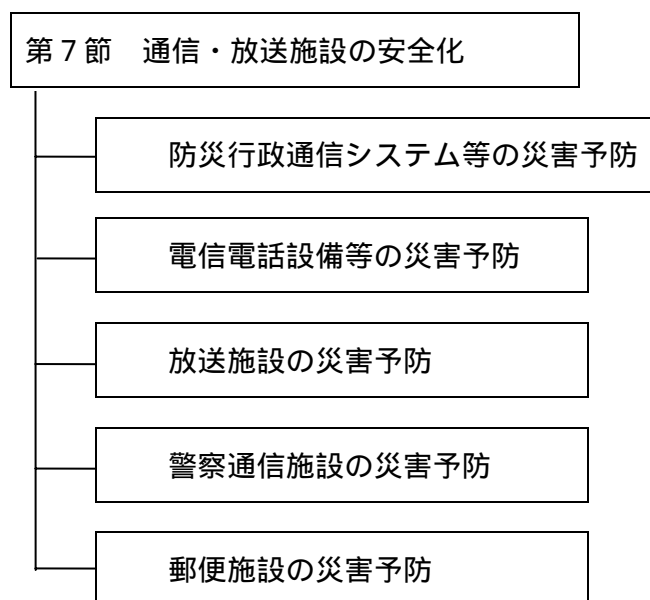 第７節　通信・放送施設の安全化
防災行政通信システム等の災害予防
電信電話設備等の災害予防
放送施設の災害予防
警察通信施設の災害予防
郵便施設の災害予防